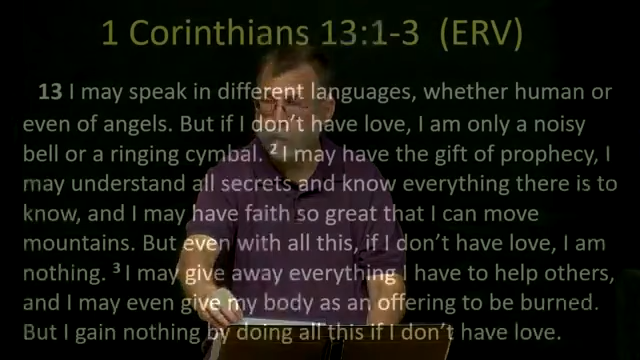 1 Corinthians 13:1-3 (ERV)
13 I may speak in different languages, whether human or
even of angels. But if I don't have love, I am only a noisy
bell or a ringing cymbal. 2 I may have the gift of prophecy, I
may understand all secrets and know everything there is to
know, and I may have faith so great that I can move
mountains. But even with all this, if I don't have love, I am
nothing. 3 I may give away everything I have to help others,
and I may even give my body as an offering to be burned.
But I gain nothing by doing all this if I don't have love.